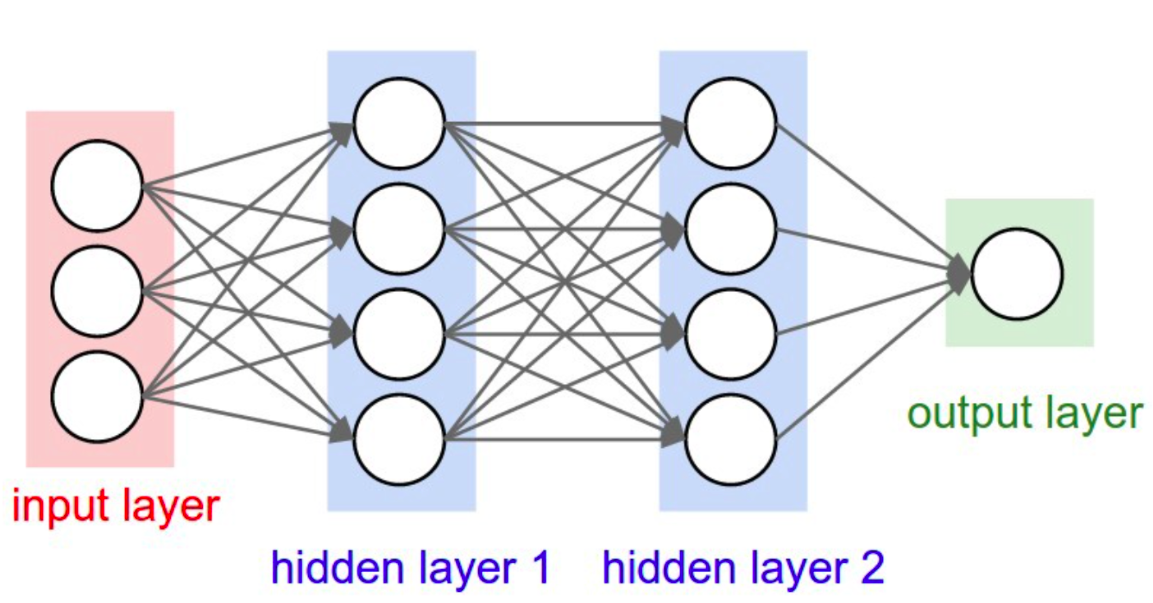 input layer
hidden layer 1
hidden layer 2
output layer